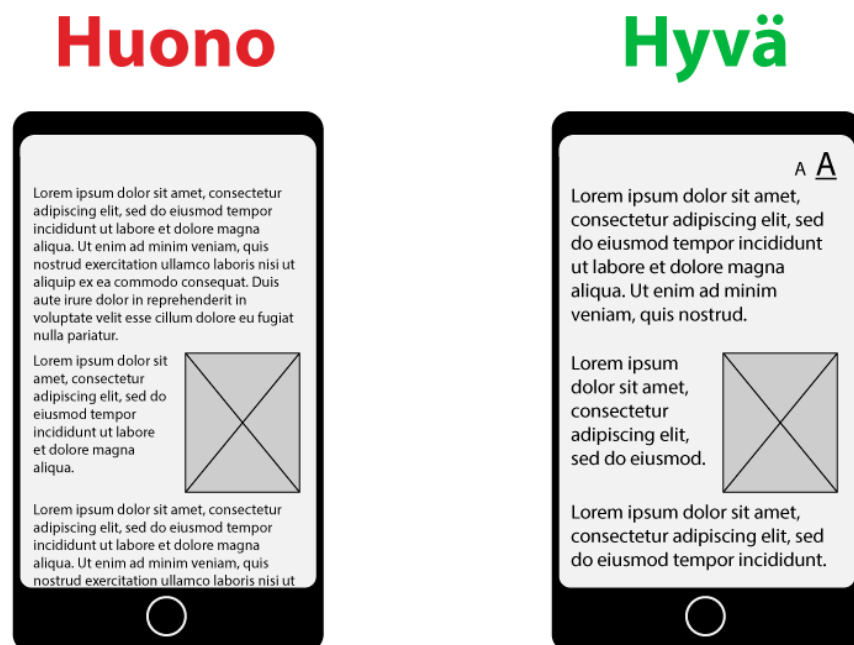 Huono
Lorem ipsum dolor sit amet, consectetur
adipiscing elit, sed do eiusmod tempor
incididunt ut labore et dolore magna
aliqua. Ut enim ad minim veniam, quis
nostrud exercitation ullamco laboris nisi ut
aliquip ex ea commodo consequat. Duis
aute irure dolor in reprehenderit in
voluptate velit esse cillum dolore eu fugiat
nulla pariatur.
Lorem ipsum dolor sit
amet, consectetur
adipiscing elit, sed do
eiusmod tempor
incididunt ut labore
et dolore magna
aliqua.
Lorem ipsum dolor sit amet, consectetur
adipiscing elit, sed do eiusmod tempor
incididunt ut labore et dolore magna
aliqua. Ut enim ad minim veniam, quis
nostrud exercitation ullamco laboris nisi ut
Hyvä
A A
Lorem ipsum dolor sit amet,
consectetur adipiscing elit, sed
do eiusmod tempor incididunt
ut labore et dolore magna
aliqua. Ut enim ad minim
veniam, quis nostrud.
Lorem ipsum
dolor sit amet,
consectetur
adipiscing elit,
sed do eiusmod.
Lorem ipsum dolor sit amet,
consectetur adipiscing elit, sed
do eiusmod tempor incididunt.